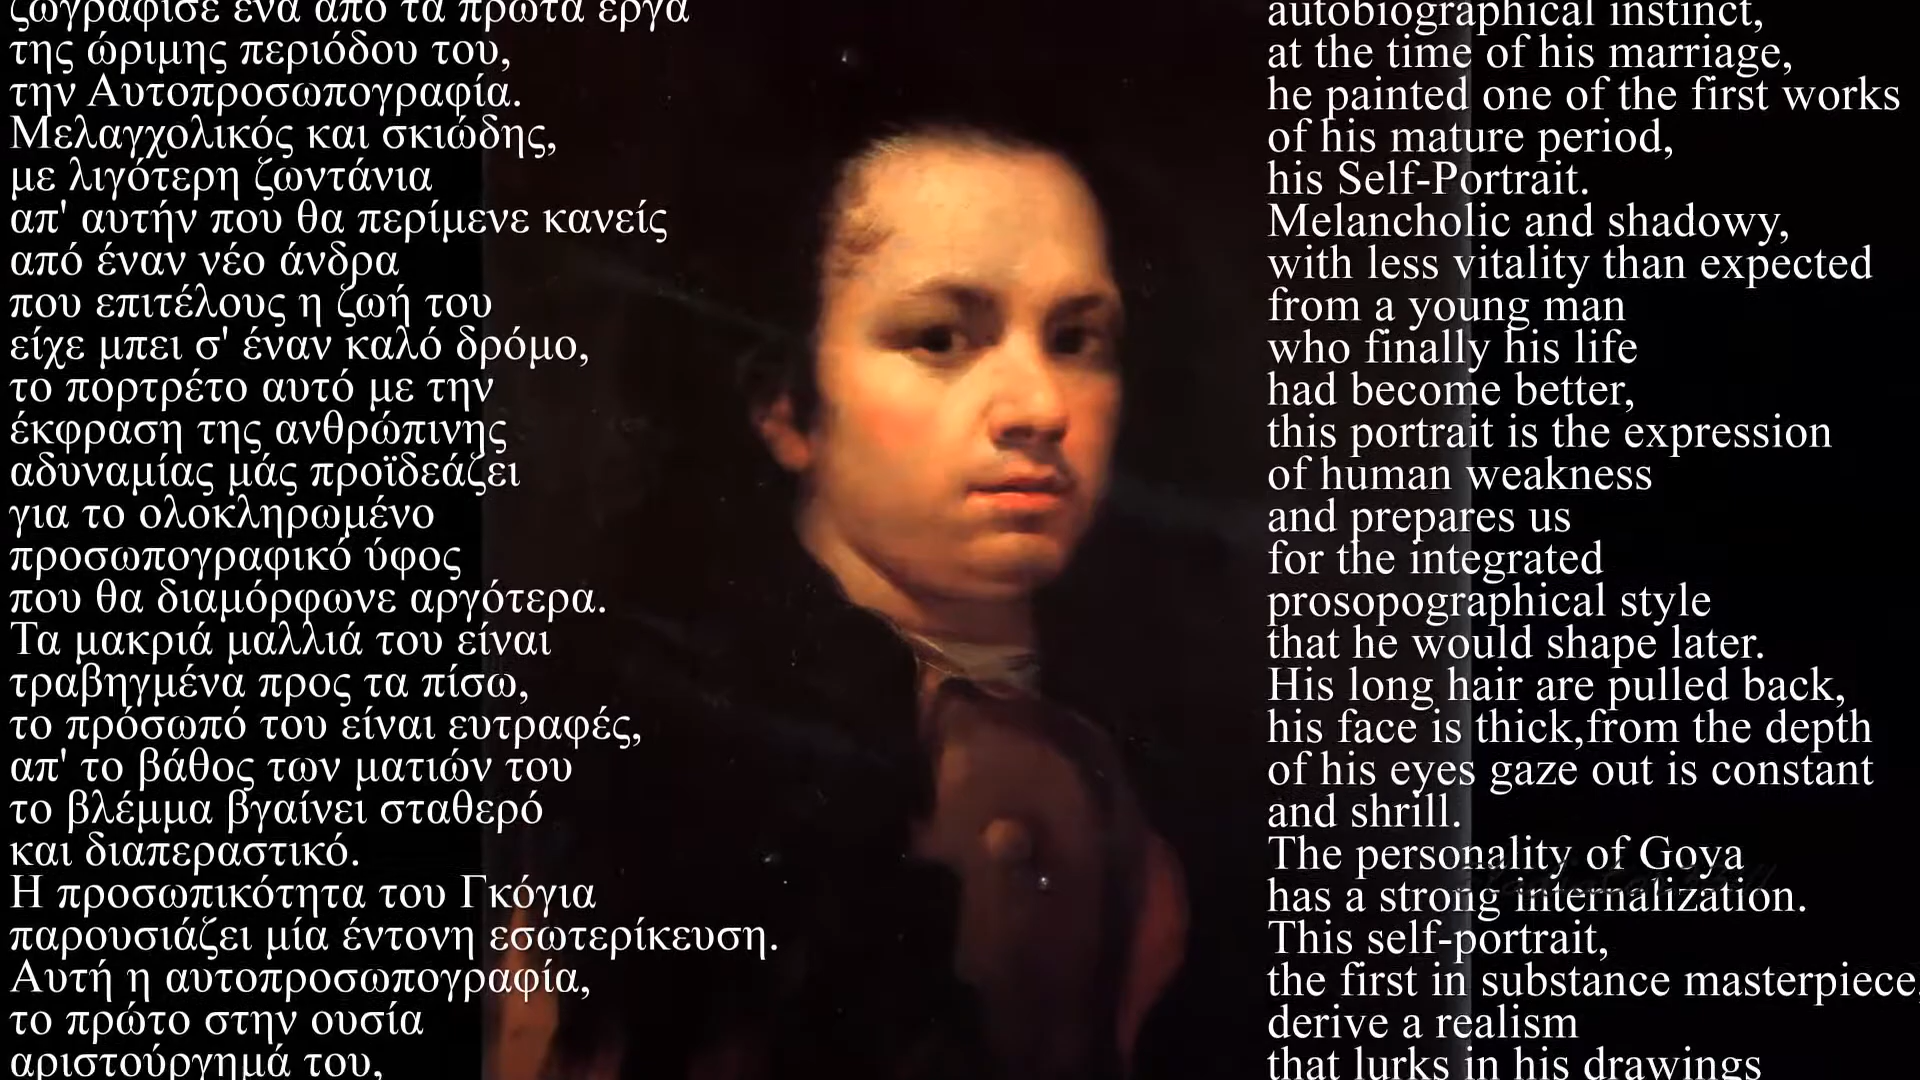 ζωγράφισε ένα από τα πρώτα έργα
της ώριμης περιόδου του,
την Αυτοπροσωπογραφία.
Μελαγχολικός και σκιώδης,
με λιγότερη ζωντάνια
απ' αυτήν που θα περίμενε κανείς
από έναν νέο άνδρα
που επιτέλους η ζωή του
είχε μπει σ' έναν καλό δρόμο,
το πορτρέτο αυτό με την
έκφραση της ανθρώπινης
αδυναμίας μάς προϊδεάζει
για το ολοκληρωμένο
προσωπογραφικό ύφος
που θα διαμόρφωνε αργότερα.
Τα μακριά μαλλιά του είναι
τραβηγμένα προς τα πίσω,
το πρόσωπό του είναι ευτραφές,
απ' το βάθος των ματιών του
το βλέμμα βγαίνει σταθερό
και διαπεραστικό.
Η προσωπικότητα του Γκόγια
παρουσιάζει μία έντονη εσωτερίκευση.
Αυτή η αυτοπροσωπογραφία,
το πρώτο στην ουσία
αριστούργημά του,
autobiographical instinct,
at the time of his marriage,
he painted one of the first works
of his mature period,
his Self-Portrait.
Melancholic and shadowy,
with less vitality than expected
from a young man
who finally his life
had become better,
this portrait is the expression
of human weakness
and prepares us
for the integrated
prosopographical style
that he would shape later.
His long hair are pulled back,
his face is thick,from the depth
of his eyes gaze out is constant
and shrill.
The personality of Goya
has a strong internalization.
This self-portrait,
the first in substance masterpiece,
derive a realism
that lurks in his drawings